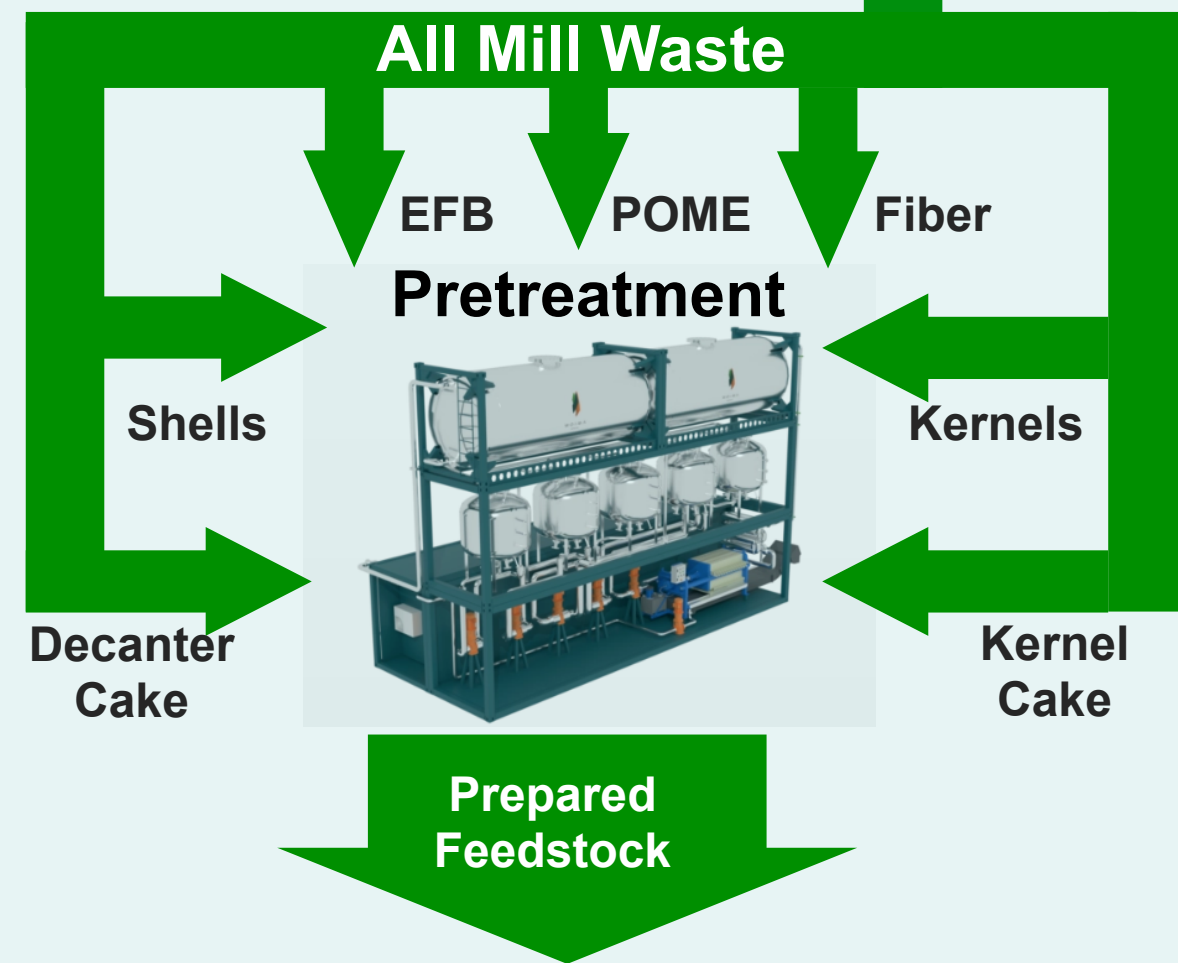 All Mill Waste
EFB
POME
Fiber
Pretreatment
Shells
Kernels
Decanter
Cake
Kernel
Cake
Prepared
Feedstock